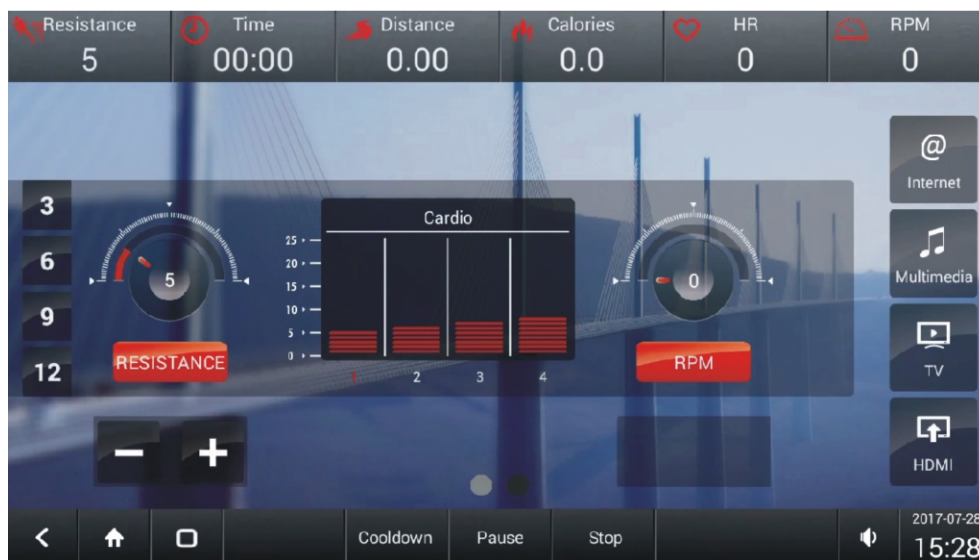 Resistance
5
Time
00:00
Distance
0.00
Calories
0.0
HR
0
RPM
0
3
6
9
12
5
RESISTANCE
Cardio
25
20
15
10
5
0
1 2 3 4
0
RPM
@
Internet
Multimedia
TV
HDMI
Cooldown
Pause
Stop
2017-07-28
15:28